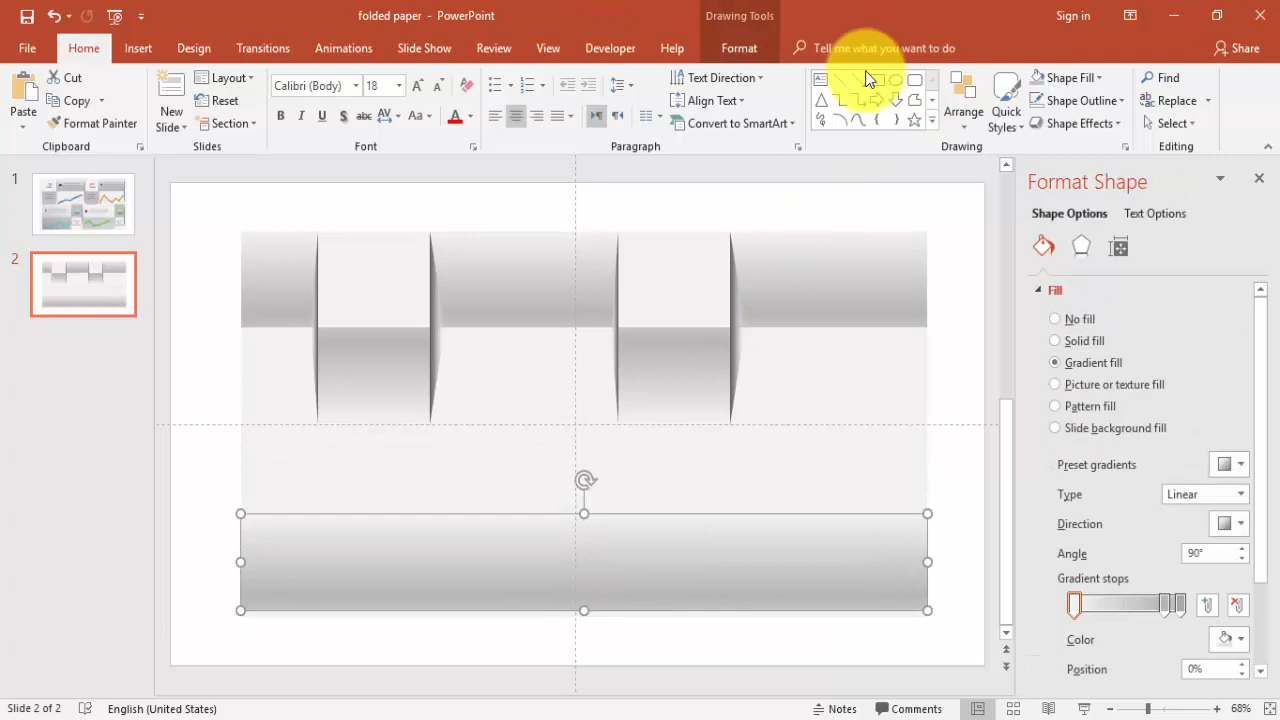 folded paper - PowerPoint
Drawing Tools
Sign in
File
Home
Insert
Design
Transitions
Animations
Slide Show
Review
View
Developer
Help
Format
Tell me what you want to do
Share
Paste
Cut
Copy
Format Painter
Clipboard
New
Slide
Layout
Reset
Section
Slides
Calibri (Body)
18
B I U S abc AV Aa A
Font
Text Direction
Align Text
Convert to SmartArt
Paragraph
Arrange
Quick
Styles
Shape Fill
Shape Outline
Shape Effects
Drawing
Find
Replace
Select
Editing
1
2
Format Shape
Shape Options
Text Options
Fill
No fill
Solid fill
Gradient fill
Picture or texture fill
Pattern fill
Slide background fill
Preset gradients
Type
Linear
Direction
Angle
90°
Gradient stops
Color
Position
0%
Slide 2 of 2
English (United States)
Notes
Comments
68%